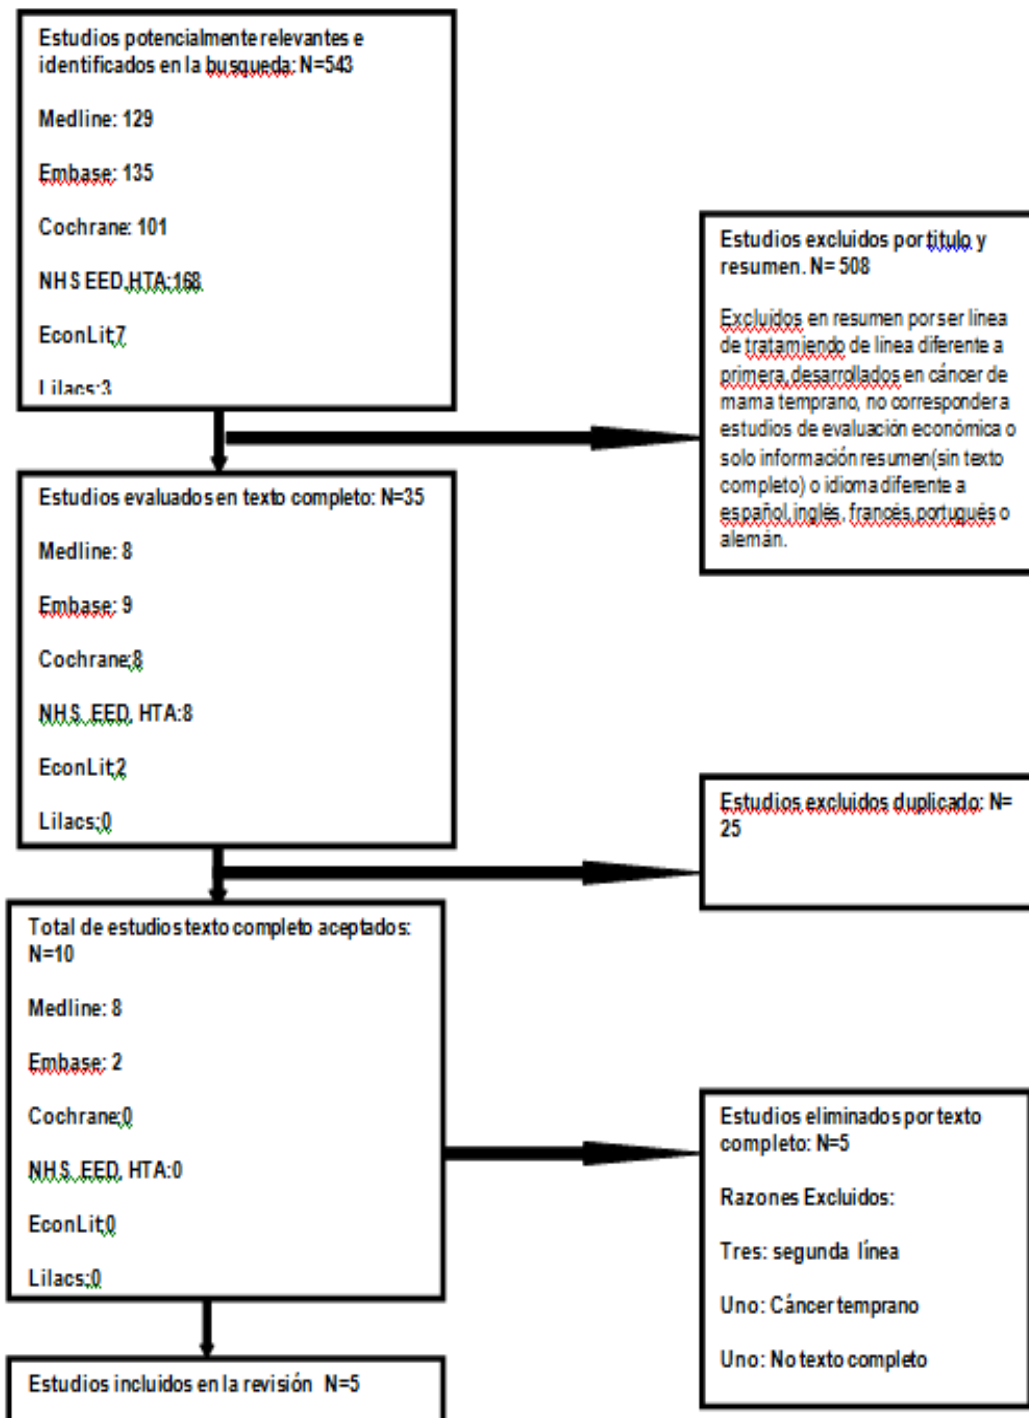 Estudios potencialmente relevantes e
identificados en la busqueda: N=543
Medline: 129
Embase: 135
Cochrane: 101
NHS EED,HTA:168
EconLit:7
Lilacs:3
Estudios excluidos por titulo y
resumen. N= 508
Excluidos en resumen por ser linea
de tratamiendo de linea diferente a
primera,desarrollados en cáncer de
mama temprano, no corresponder a
estudios de evaluación económica o
solo información resumen(sin texto
completo) o idioma diferente a
español,inglés, francés,portugués o
alemán.
Estudios evaluados en texto completo: N=35
Medline: 8
Embase: 9
Cochrane:8
NHS EED, HTA:8
EconLit:2
Lilacs:0
Estudios excluidos duplicado: N=
25
Total de estudios texto completo aceptados:
N=10
Medline: 8
Embase: 2
Cochrane:0
NHS EED, HTA:0
EconLit:0
Lilacs:0
Estudios eliminados por texto
completo: N=5
Razones Excluidos:
Tres: segunda línea
Uno: Cáncer temprano
Uno: No texto completo
Estudios incluidos en la revisión N=5